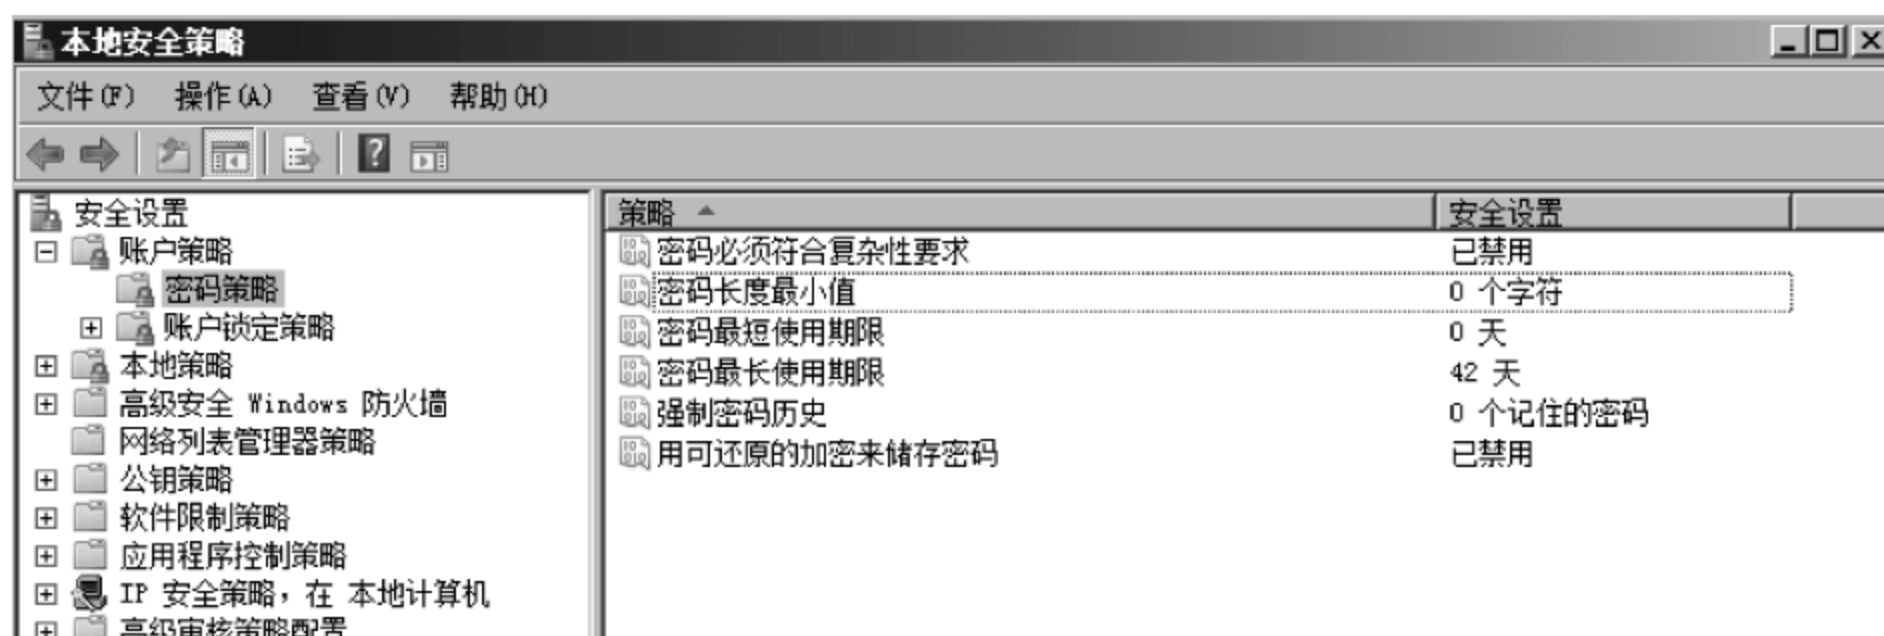 本地安全策略
文件(F) 操作(A) 查看(V) 帮助(H)
安全设置
账户策略
密码策略
账户锁定策略
本地策略
高级安全 Windows 防火墙
网络列表管理器策略
公钥策略
软件限制策略
应用程序控制策略
IP 安全策略，在 本地计算机
高级审核策略配置
策略 安全设置
密码必须符合复杂性要求 已禁用
密码长度最小值 0 个字符
密码最短使用期限 0 天
密码最长使用期限 42 天
强制密码历史 0 个记住的密码
用可还原的加密来储存密码 已禁用